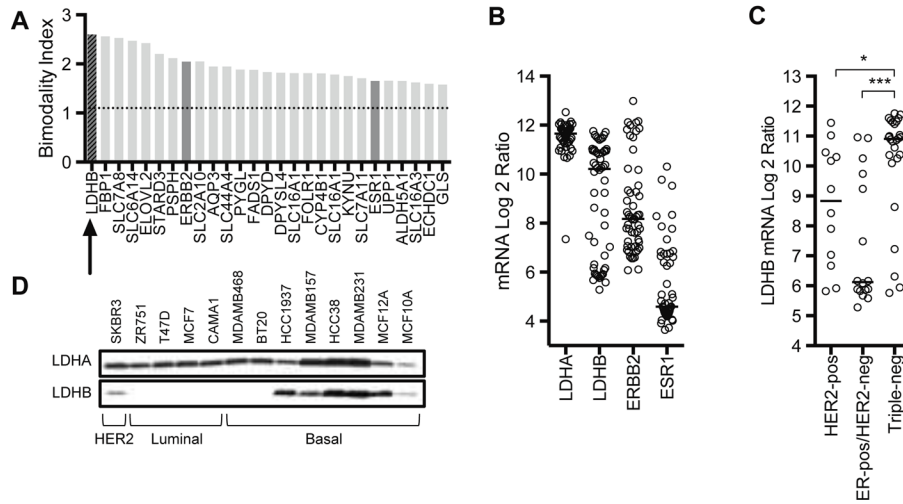 A
Bimodality Index
3
2
1
0
LDHB
FBP1
SLC7A8
SLC6A14
ELOVL2
STARD3
PSPH
ERBB2
SLC2A10
AQP3
SLC44A4
PYGL
FADS2
DPYD
DPYSL4
SLC16A1
FOLR1
CYP4B1
SLC16A1
KYNU
SLC7A11
ESR1
UPP1
ALDH5A1
SLC16A3
ECHDC1
GLS
B
mRNA Log 2 Ratio
14
12
10
8
6
4
LDHA
LDHB
ERBB2
ESR1
C
LDHB mRNA Log 2 Ratio
*
***
13
12
11
10
9
8
7
6
5
4
HER2-pos
ER-pos/HER2-neg
Triple-neg
D
SKBR3
ZR751
T47D
MCF7
CAMA1
MDAMB468
BT20
HCC1937
MDAMB157
HCC38
MDAMB231
MCF12A
MCF10A
LDHA
LDHB
HER2 Luminal Basal